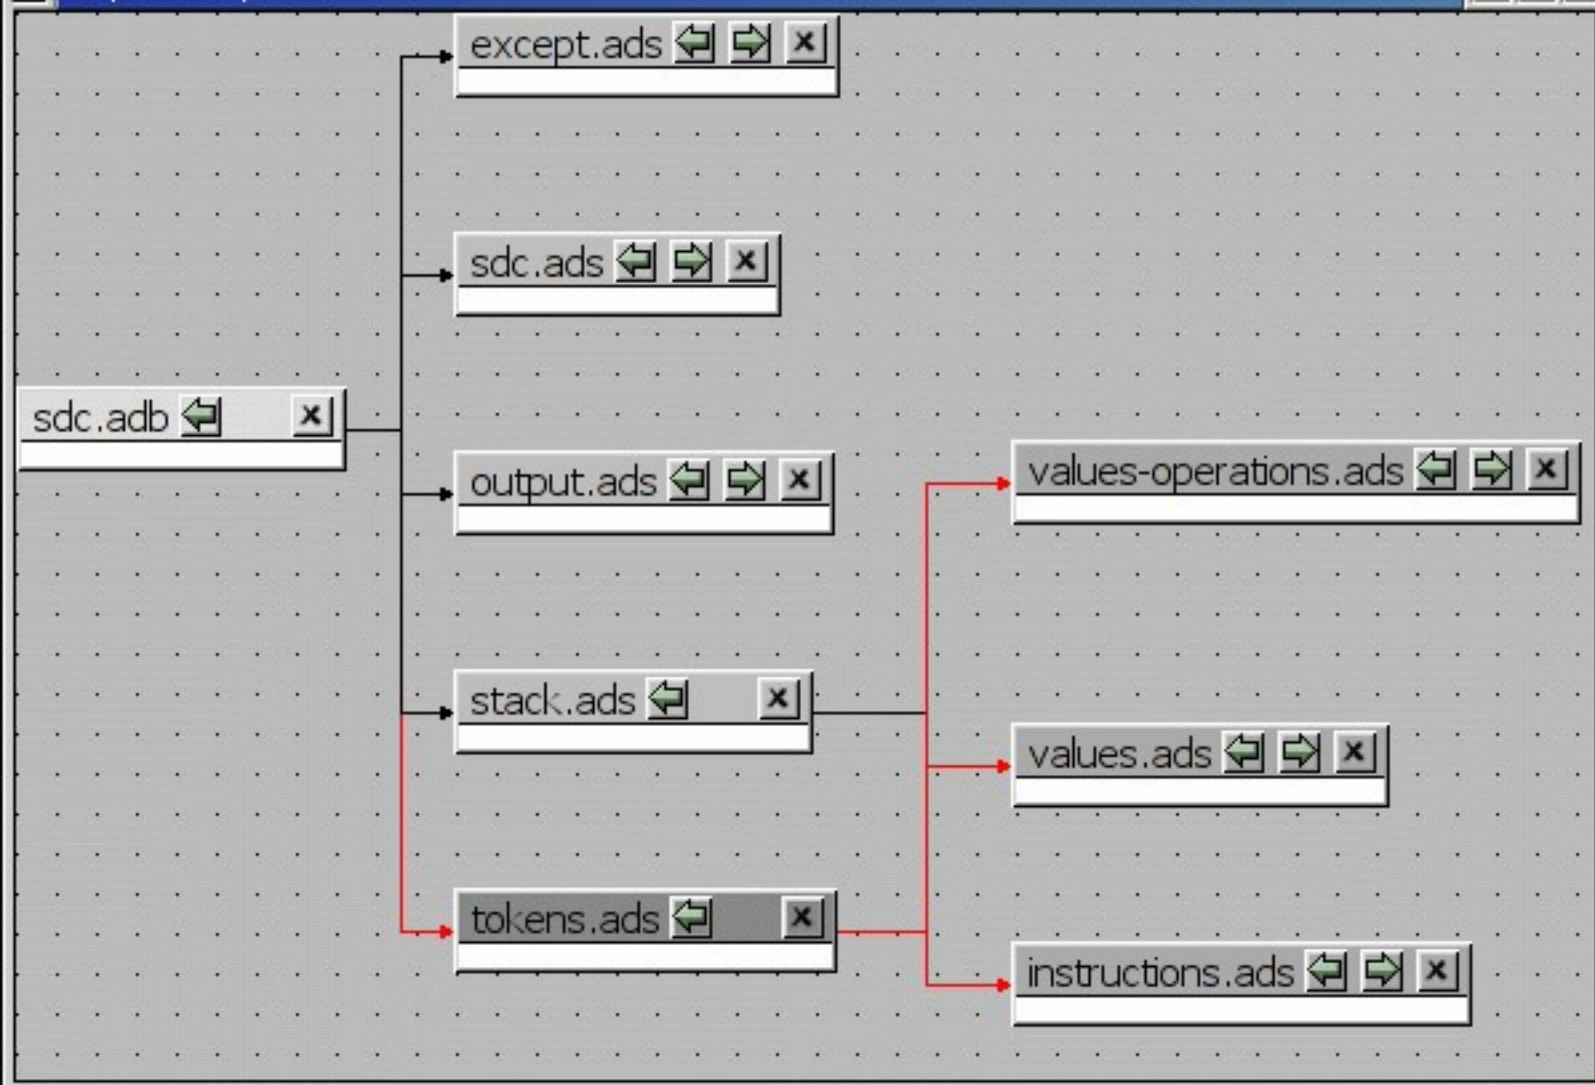 except.ads
sdc.ads
sdc.adb
output.ads
values-operations.ads
stack.ads
values.ads
tokens.ads
instructions.ads